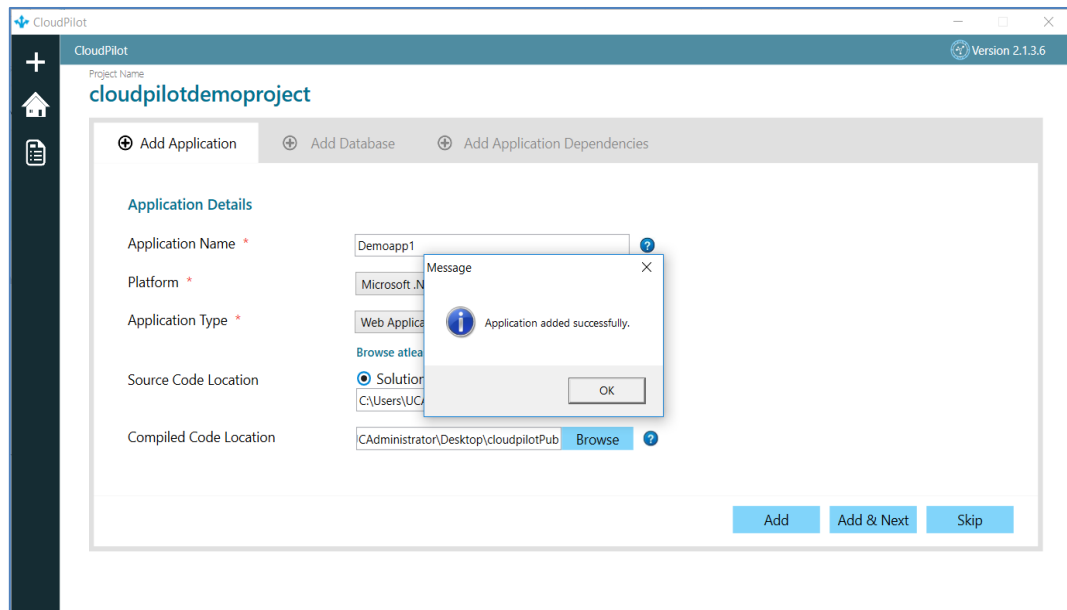 CloudPilot
CloudPilot
Version 2.1.3.6
Project Name
cloudpilotdemoproject
Add Application
Add Database
Add Application Dependencies
Application Details
Application Name *
Demoapp1
Message
Platform *
Microsoft .N
Application added successfully.
Application Type *
Web Applica
Browse atlea
Source Code Location
Solution
C:\Users\UCA
OK
Compiled Code Location
CAdministrator\Desktop\cloudpilotPub
Browse
Add
Add & Next
Skip